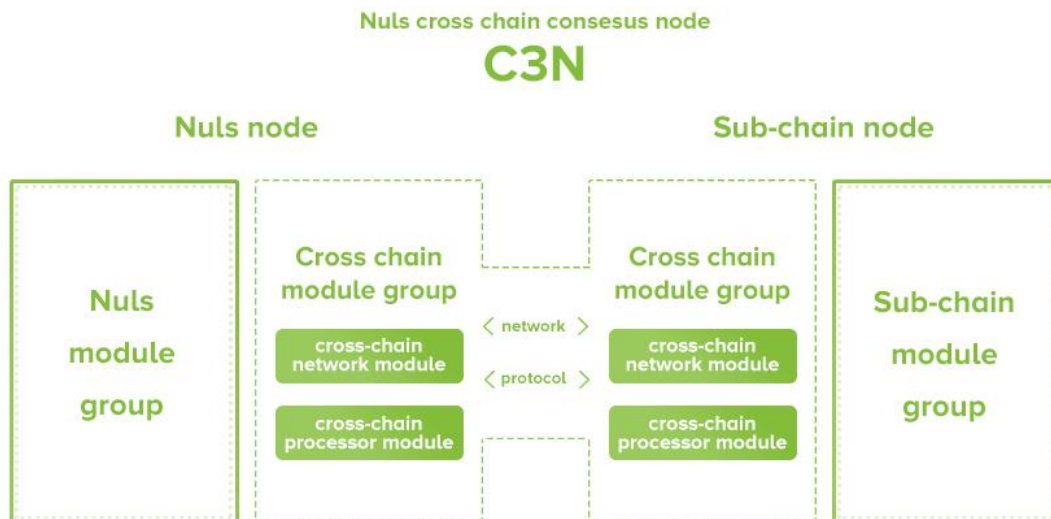 Nuls cross chain consesus node
C3N
Nuls node
Sub-chain node
Nuls
module
group
Cross chain
module group
cross-chain
network module
cross-chain
processor module
< network >
< protocol >
Cross chain
module group
cross-chain
network module
cross-chain
processor module
Sub-chain
module
group